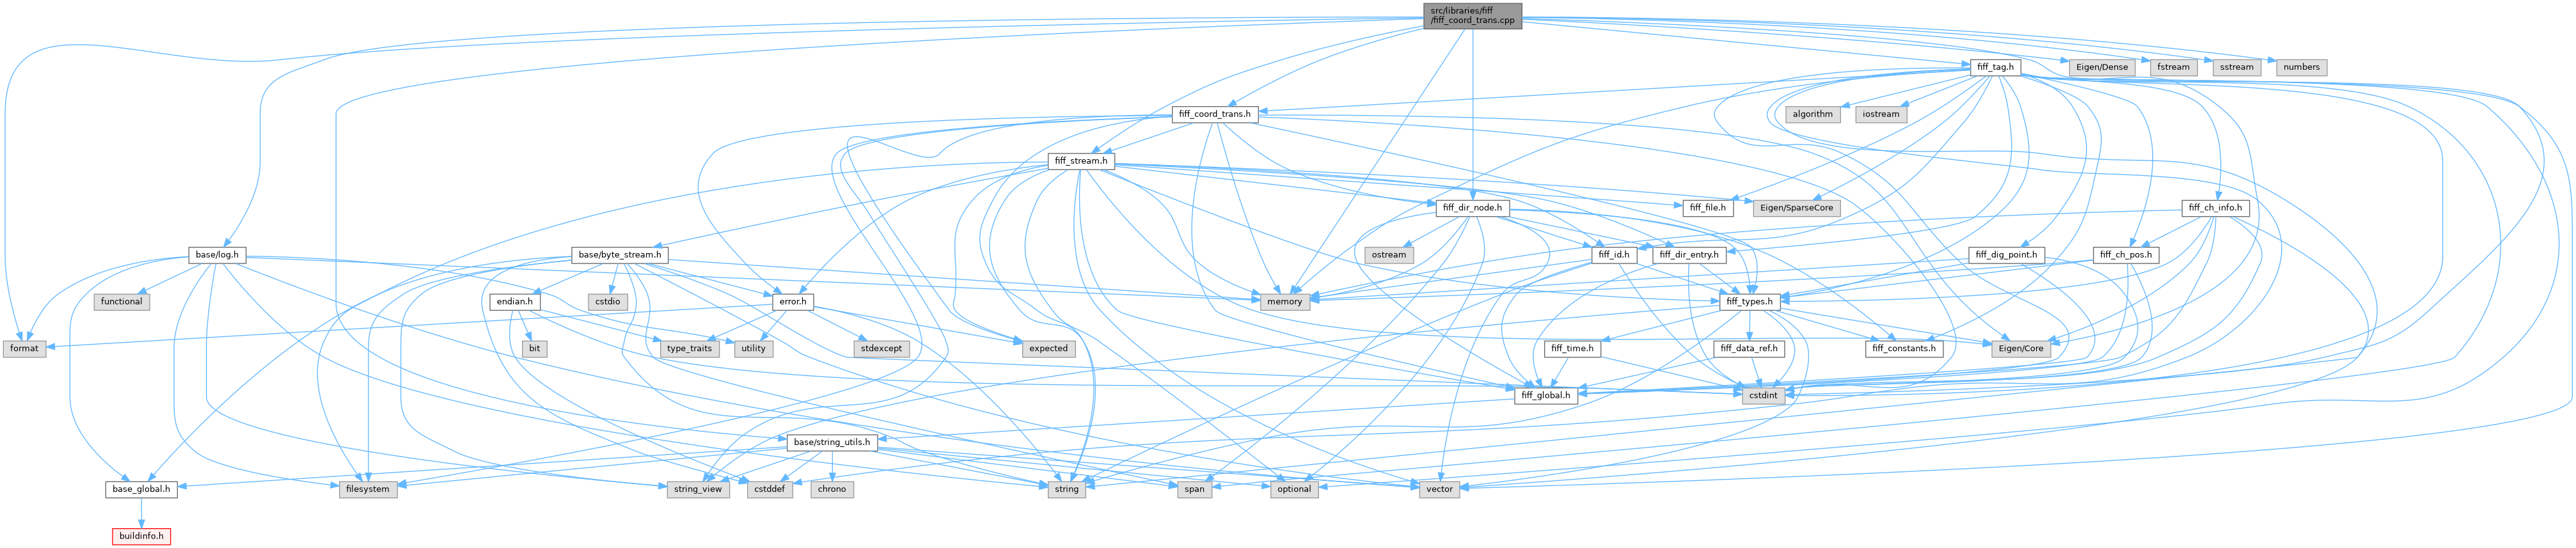 src/libraries/fiff
/fiff_coord_trans.cpp
fiff_tag.h
Eigen/Dense
fstream
sstream
numbers
fiff_coord_trans.h
algorithm
iostream
fiff_stream.h
fiff_dir_node.h
fiff_file.h
Eigen/SparseCore
fiff_ch_info.h
base/log.h
base/byte_stream.h
ostream
fiff_id.h
fiff_dir_entry.h
fiff_dig_point.h
fiff_ch_pos.h
functional
endian.h
cstdio
error.h
memory
fiff_types.h
format
bit
type_traits
utility
stdexcept
expected
fiff_time.h
fiff_data_ref.h
fiff_constants.h
Eigen/Core
fiff_global.h
cstdint
base/string_utils.h
base_global.h
filesystem
string_view
cstddef
chrono
string
span
optional
vector
buildinfo.h